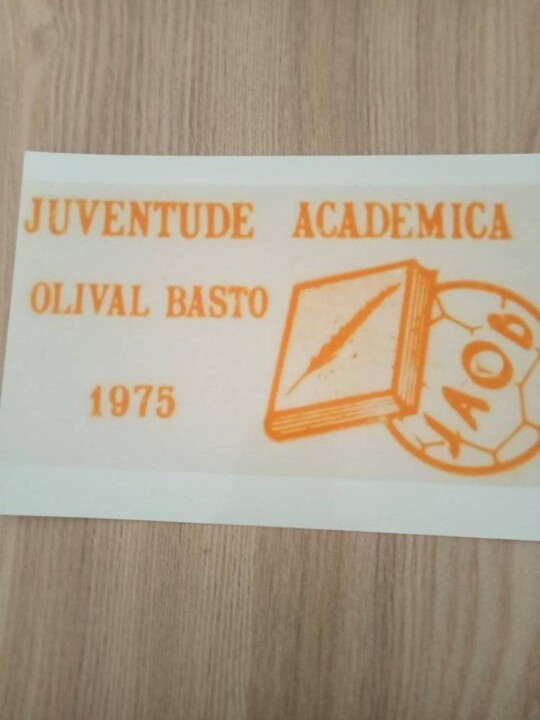 JUVENTUDE ACADEMICA
OLIVAL BASTO
1975
JAOB